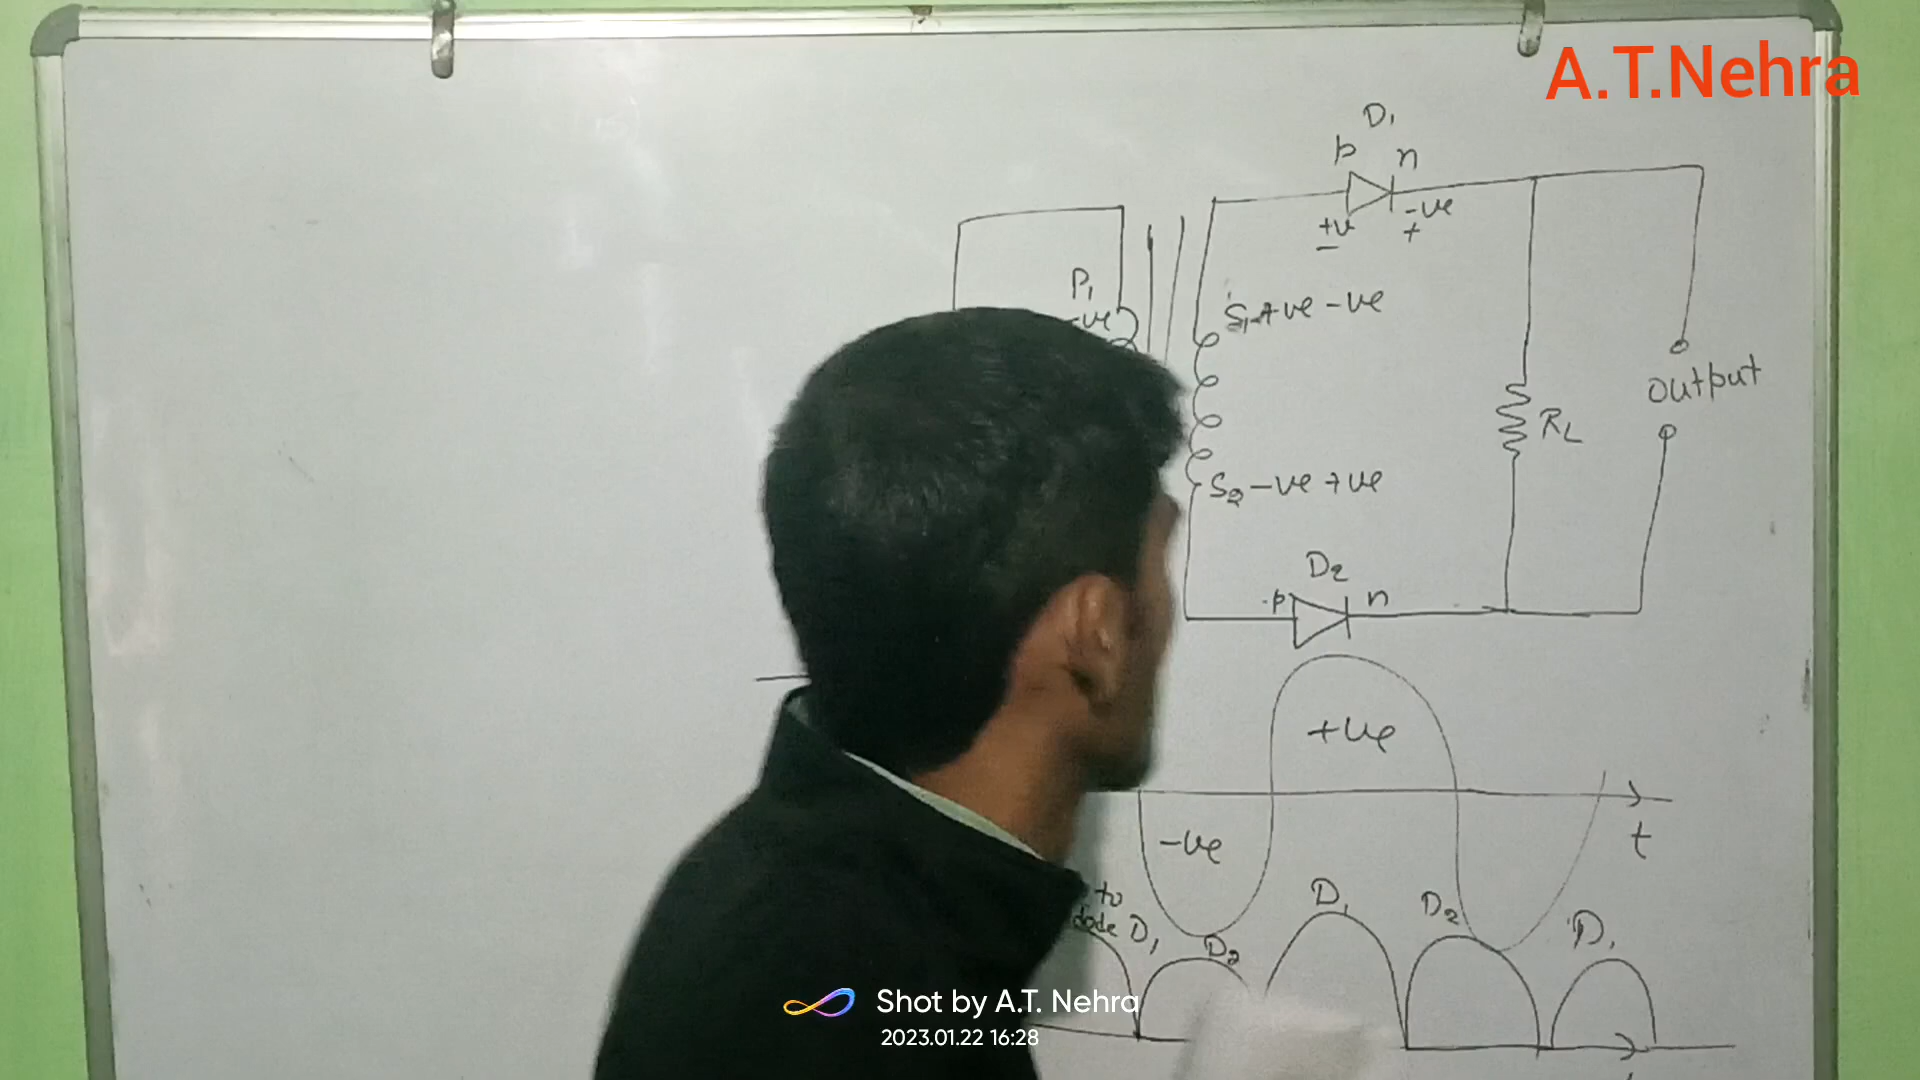 A.T.Nehra
D1
p n
+v -ve
- +
P1
-ve
S1 +ve -ve
output
RL
S2 -ve +ve
D2
p n
+ve
-ve
t
to
D1
D2
D1
D2
D1
Shot by A.T. Nehra
2023.01.22 16:28